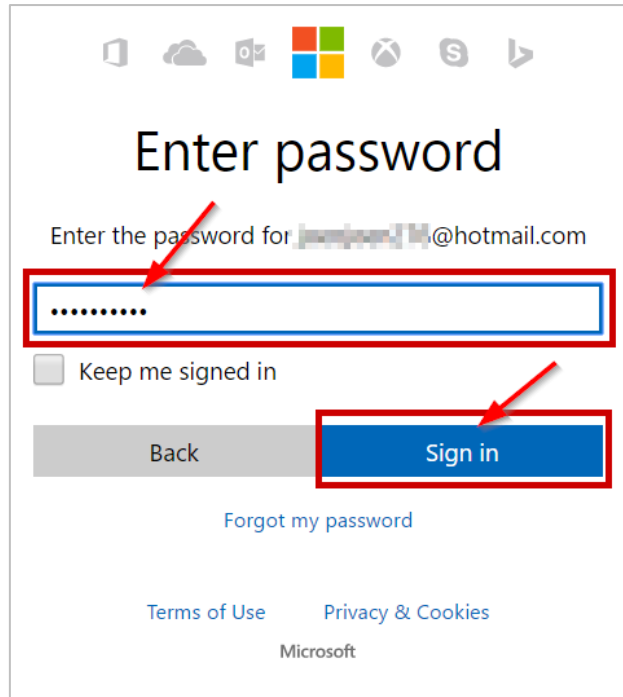 Enter password
Enter the password for @hotmail.com
••••••••••
Keep me signed in
Back
Sign in
Forgot my password
Terms of Use
Privacy & Cookies
Microsoft